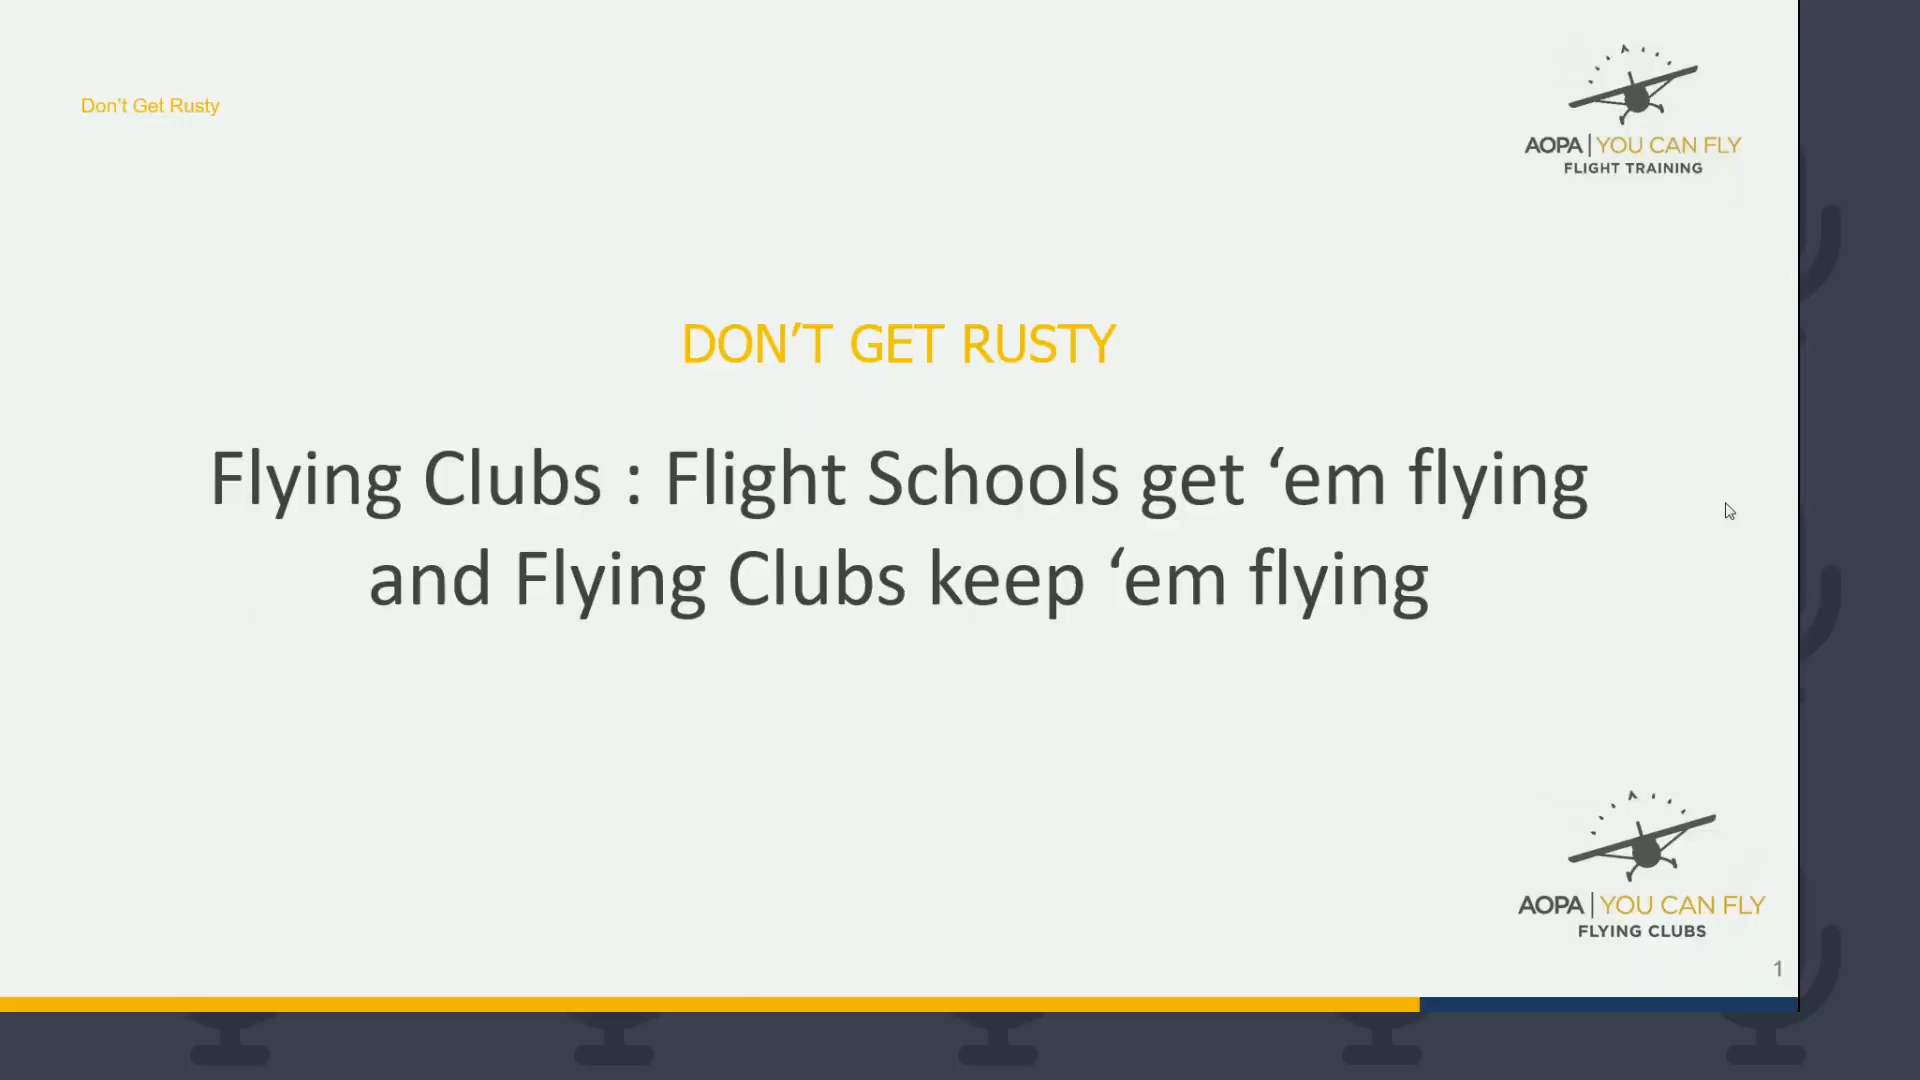 Don't Get Rusty
AOPA | YOU CAN FLY
FLIGHT TRAINING
DON’T GET RUSTY
Flying Clubs : Flight Schools get ‘em flying
and Flying Clubs keep ‘em flying
AOPA | YOU CAN FLY
FLYING CLUBS
1